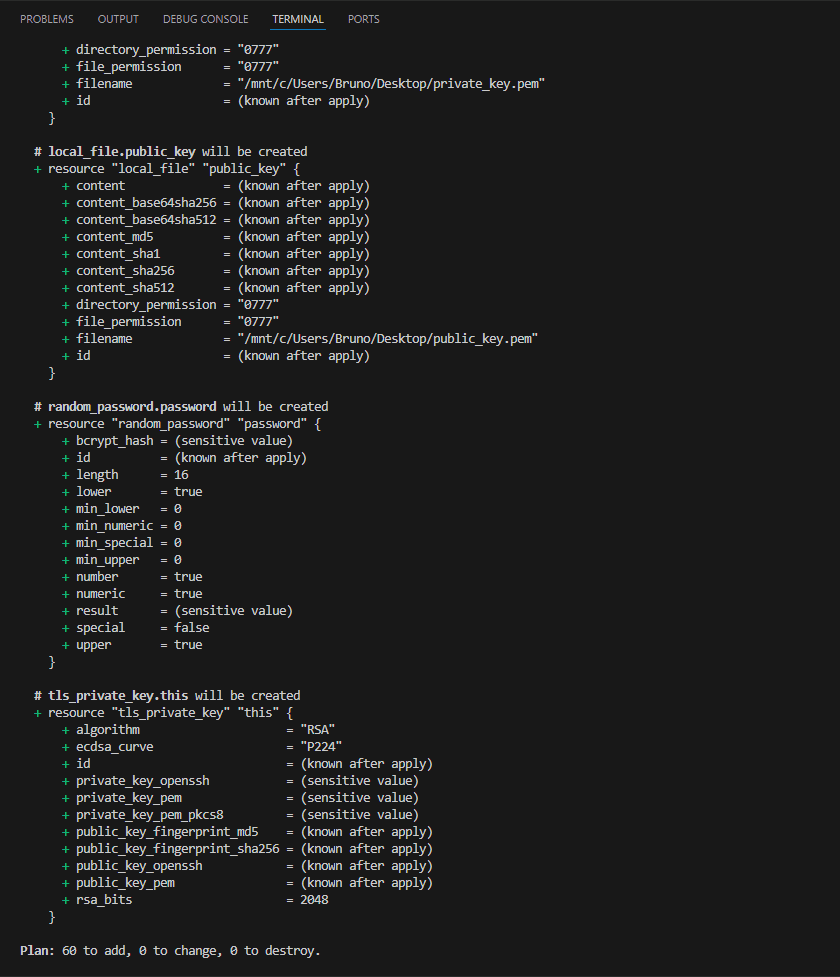 PROBLEMS OUTPUT DEBUG CONSOLE TERMINAL PORTS
+ directory_permission = "0777"
+ file_permission      = "0777"
+ filename             = "/mnt/c/Users/Bruno/Desktop/private_key.pem"
+ id                   = (known after apply)
}
# local_file.public_key will be created
+ resource "local_file" "public_key" {
+ content              = (known after apply)
+ content_base64sha256 = (known after apply)
+ content_base64sha512 = (known after apply)
+ content_md5          = (known after apply)
+ content_sha1         = (known after apply)
+ content_sha256       = (known after apply)
+ content_sha512       = (known after apply)
+ directory_permission = "0777"
+ file_permission      = "0777"
+ filename             = "/mnt/c/Users/Bruno/Desktop/public_key.pem"
+ id                   = (known after apply)
}
# random_password.password will be created
+ resource "random_password" "password" {
+ bcrypt_hash = (sensitive value)
+ id          = (known after apply)
+ length      = 16
+ lower       = true
+ min_lower   = 0
+ min_numeric = 0
+ min_special = 0
+ min_upper   = 0
+ number      = true
+ numeric     = true
+ result      = (sensitive value)
+ special     = false
+ upper       = true
}
# tls_private_key.this will be created
+ resource "tls_private_key" "this" {
+ algorithm                     = "RSA"
+ ecdsa_curve                   = "P224"
+ id                            = (known after apply)
+ private_key_openssh           = (sensitive value)
+ private_key_pem               = (sensitive value)
+ private_key_pem_pkcs8         = (sensitive value)
+ public_key_fingerprint_md5    = (known after apply)
+ public_key_fingerprint_sha256 = (known after apply)
+ public_key_openssh            = (known after apply)
+ public_key_pem                = (known after apply)
+ rsa_bits                      = 2048
}
Plan: 60 to add, 0 to change, 0 to destroy.